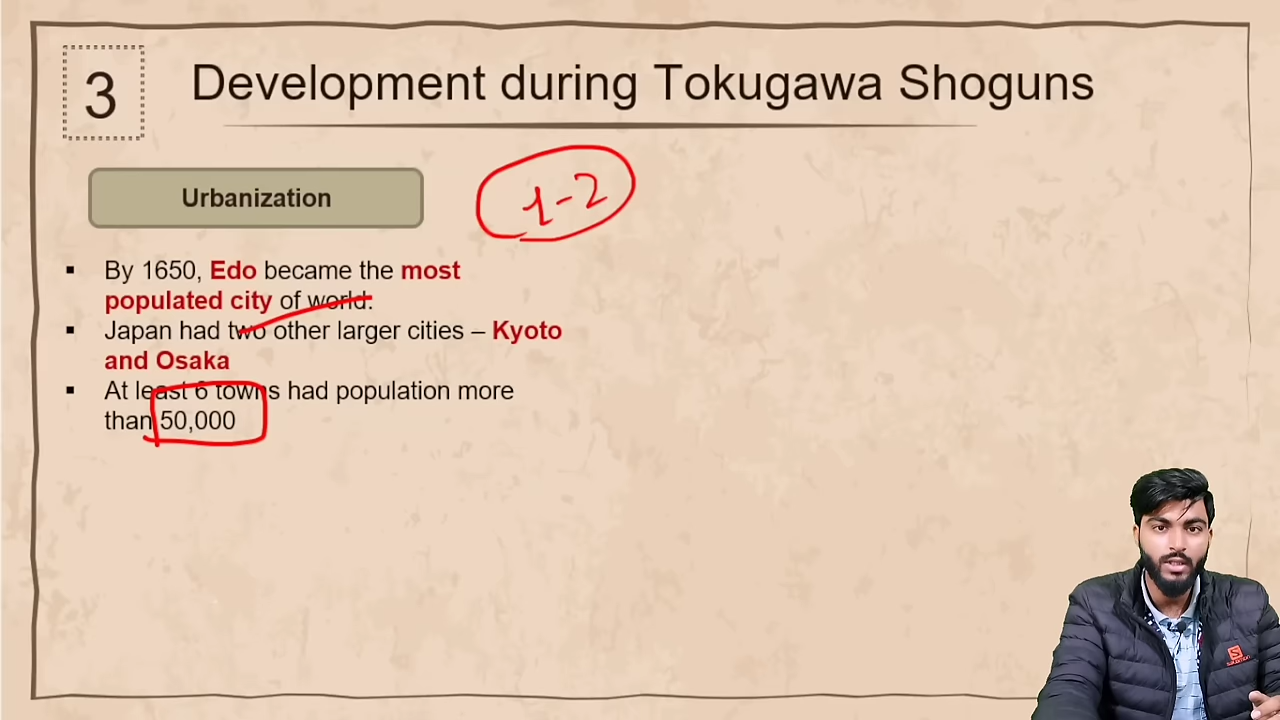 3
Development during Tokugawa Shoguns
Urbanization
1-2
▪ By 1650, Edo became the most
populated city of world.
▪ Japan had two other larger cities – Kyoto
and Osaka
▪ At least 6 towns had population more
than 50,000
S